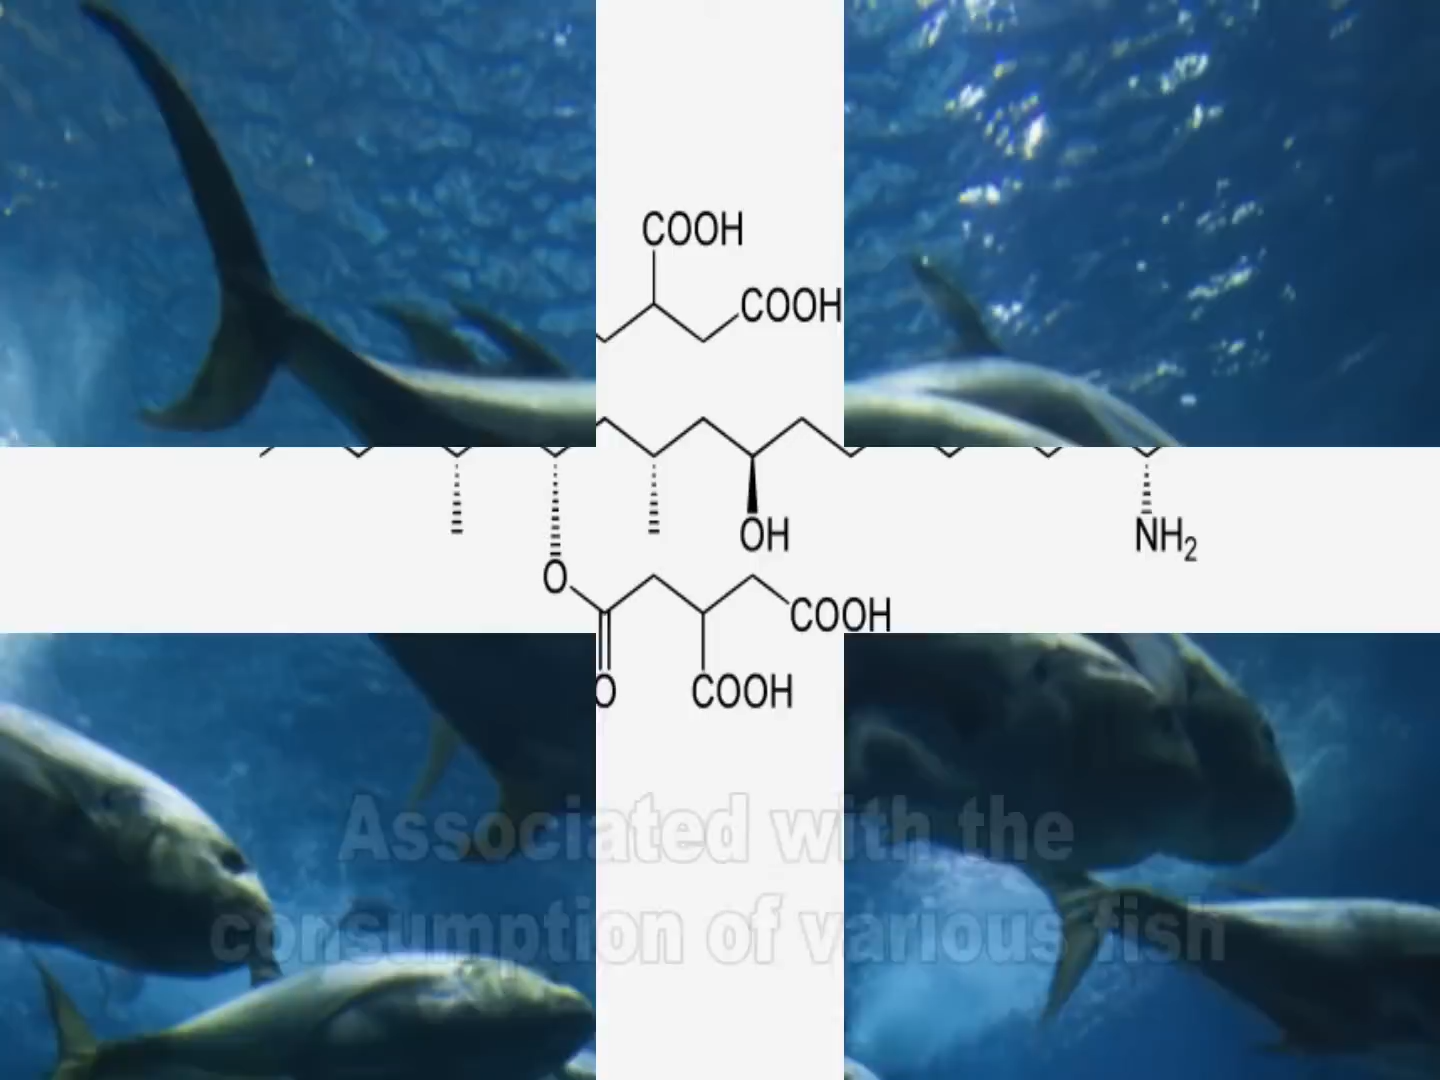 COOH
COOH
OH
NH2
O
COOH
O
COOH
Associated with the
consumption of various fish